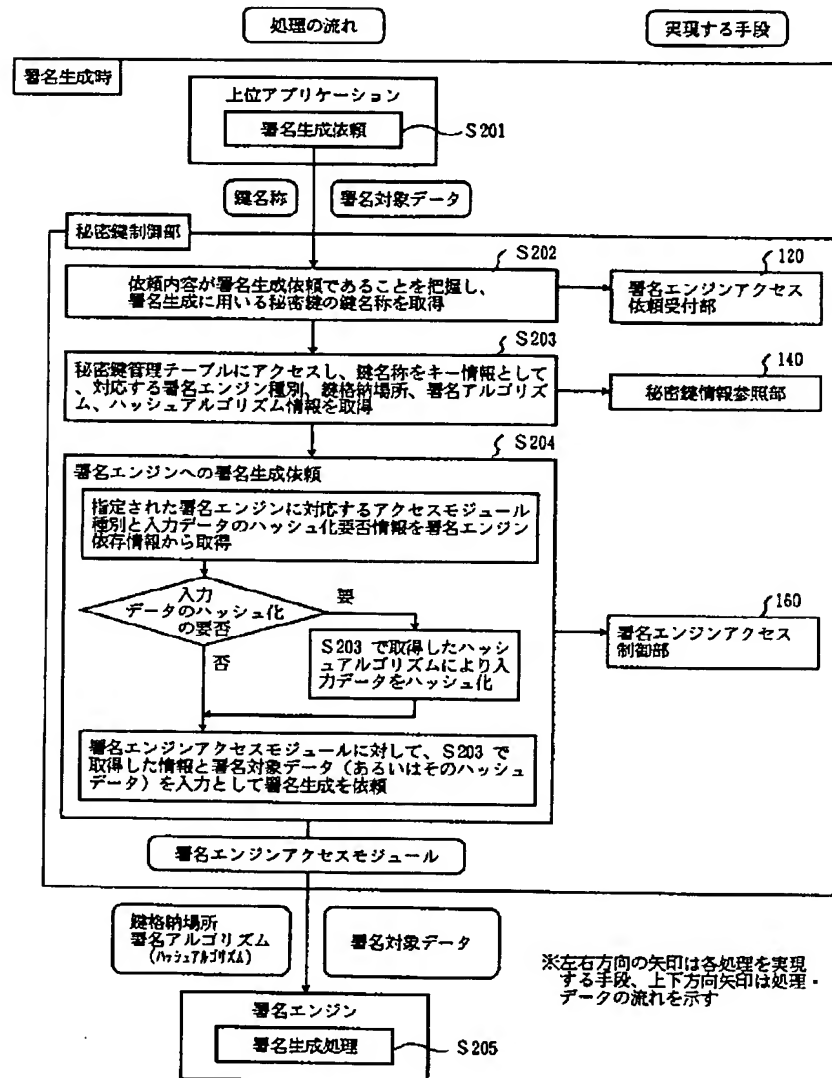 処理の流れ
実現する手段
署名生成時
上位アプリケーション
署名生成依頼
S201
鍵名称
署名対象データ
秘密鍵制御部
S202
依頼内容が署名生成依頼であることを把握し、
署名生成に用いる秘密鍵の鍵名称を取得
120
署名エンジンアクセス
依頼受付部
S203
秘密鍵管理テーブルにアクセスし、鍵名称をキー情報として
、対応する署名エンジン種別、鍵格納場所、署名アルゴリズ
ム、ハッシュアルゴリズム情報を取得
140
秘密鍵情報参照部
S204
署名エンジンへの署名生成依頼
指定された署名エンジンに対応するアクセスモジュール
種別と入力データのハッシュ化要否情報を署名エンジン
依存情報から取得
入力
データのハッシュ化
の要否
要
否
S203 で取得したハッシ
ュアルゴリズムにより入
力データをハッシュ化
160
署名エンジンアクセス
制御部
署名エンジンアクセスモジュールに対して、S203 で
取得した情報と署名対象データ（あるいはそのハッシュ
データ）を入力として署名生成を依頼
署名エンジンアクセスモジュール
鍵格納場所
署名アルゴリズム
(ハッシュアルゴリズム)
署名対象データ
※左右方向の矢印は各処理を実現
する手段、上下方向矢印は処理・
データの流れを示す
署名エンジン
署名生成処理
S205